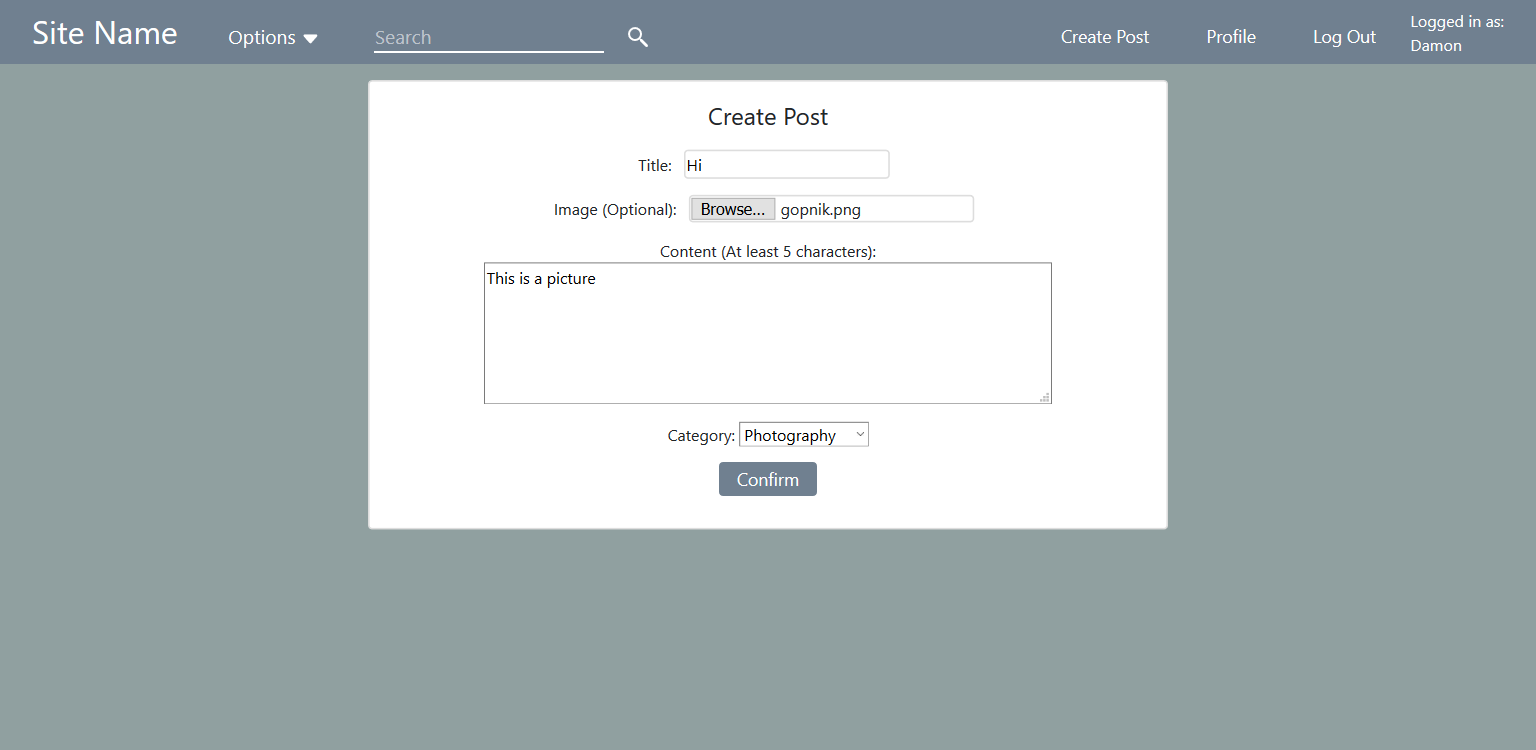 Site Name Options Search Create Post Profile Log Out Logged in as:
Damon
Create Post
Title: Hi
Image (Optional): Browse... gopnik.png
Content (At least 5 characters):
This is a picture
Category: Photography
Confirm